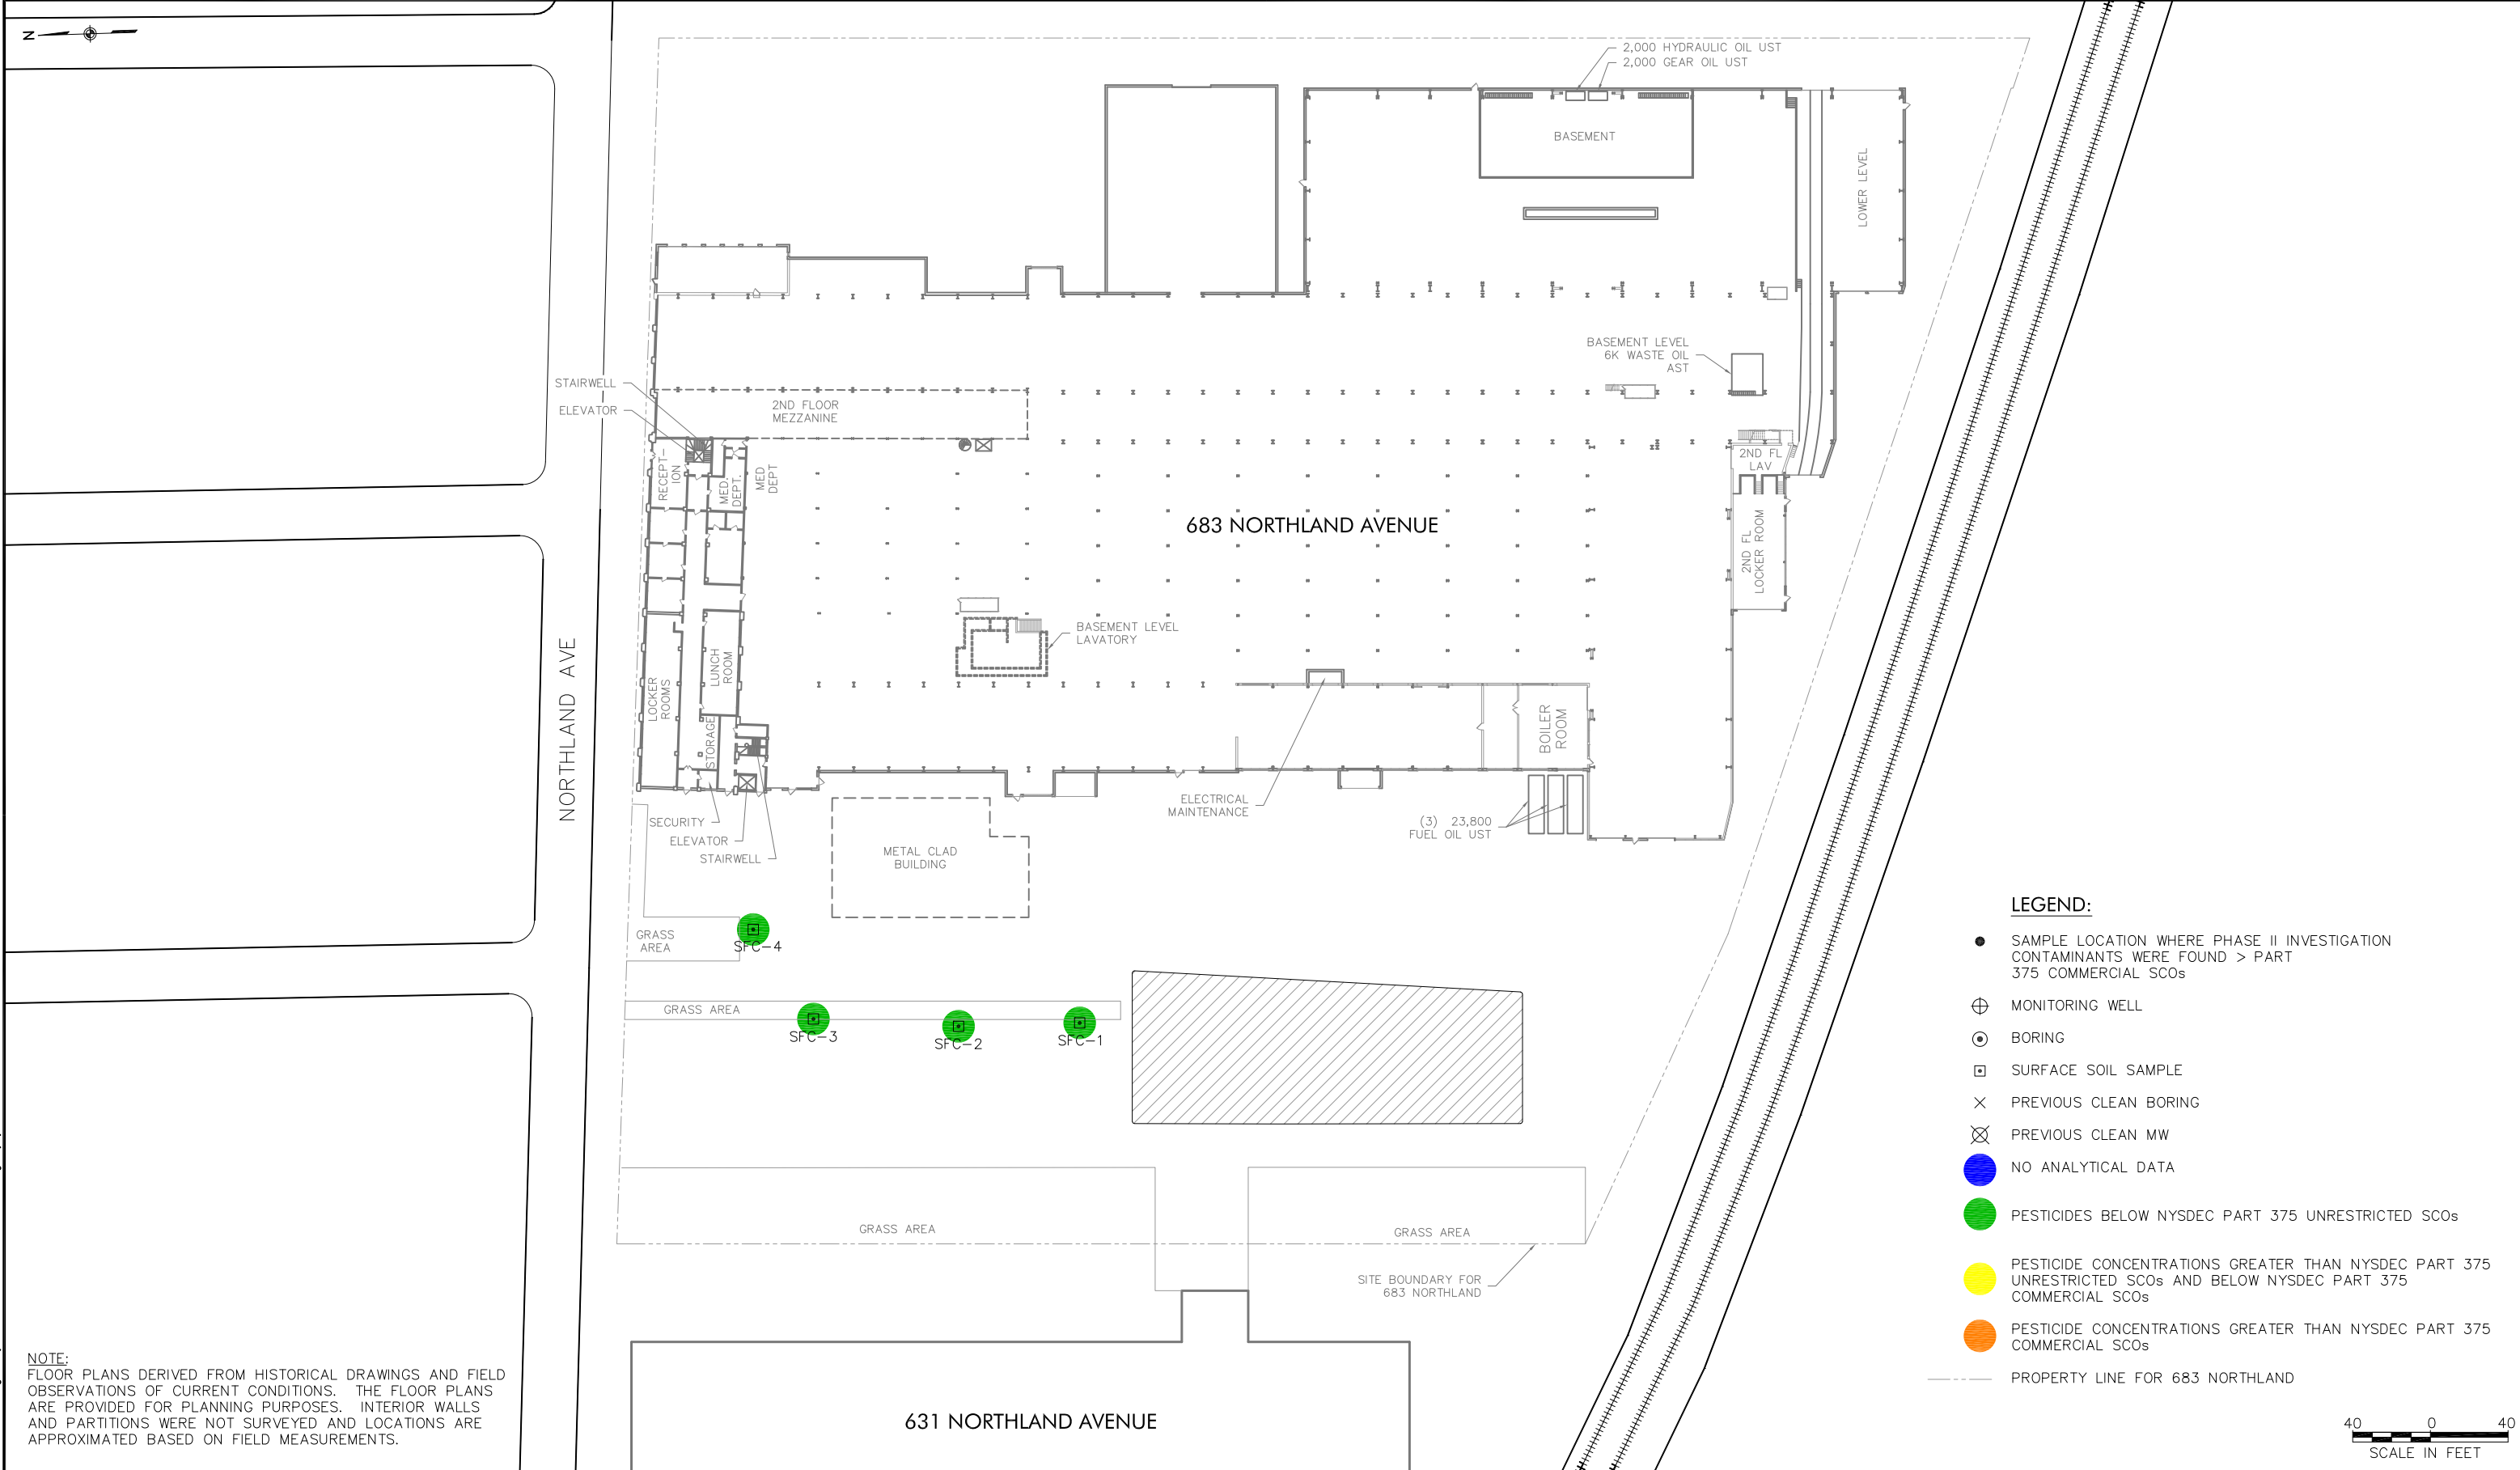 N
2,000 HYDRAULIC OIL UST
2,000 GEAR OIL UST
BASEMENT
LOWER LEVEL
BASEMENT LEVEL
6K WASTE OIL
AST
STAIRWELL
ELEVATOR
2ND FLOOR
MEZZANINE
RECEPT-
ION
MED.
DEPT.
MED
DEPT
2ND FL
LAV
683 NORTHLAND AVENUE
2ND FL
LOCKER ROOM
BASEMENT LEVEL
LAVATORY
NORTHLAND AVE
LOCKER
ROOMS
LUNCH
ROOM
STORAGE
BOILER
ROOM
ELECTRICAL
MAINTENANCE
(3) 23,800
FUEL OIL UST
SECURITY
ELEVATOR
STAIRWELL
METAL CLAD
BUILDING
GRASS
AREA
SFC-4
GRASS AREA
SFC-3
SFC-2
SFC-1
GRASS AREA
GRASS AREA
SITE BOUNDARY FOR
683 NORTHLAND
631 NORTHLAND AVENUE
NOTE:
FLOOR PLANS DERIVED FROM HISTORICAL DRAWINGS AND FIELD
OBSERVATIONS OF CURRENT CONDITIONS. THE FLOOR PLANS
ARE PROVIDED FOR PLANNING PURPOSES. INTERIOR WALLS
AND PARTITIONS WERE NOT SURVEYED AND LOCATIONS ARE
APPROXIMATED BASED ON FIELD MEASUREMENTS.
LEGEND:
SAMPLE LOCATION WHERE PHASE II INVESTIGATION
CONTAMINANTS WERE FOUND > PART
375 COMMERCIAL SCOs
MONITORING WELL
BORING
SURFACE SOIL SAMPLE
PREVIOUS CLEAN BORING
PREVIOUS CLEAN MW
NO ANALYTICAL DATA
PESTICIDES BELOW NYSDEC PART 375 UNRESTRICTED SCOs
PESTICIDE CONCENTRATIONS GREATER THAN NYSDEC PART 375
UNRESTRICTED SCOs AND BELOW NYSDEC PART 375
COMMERCIAL SCOs
PESTICIDE CONCENTRATIONS GREATER THAN NYSDEC PART 375
COMMERCIAL SCOs
PROPERTY LINE FOR 683 NORTHLAND
40 0 40
SCALE IN FEET